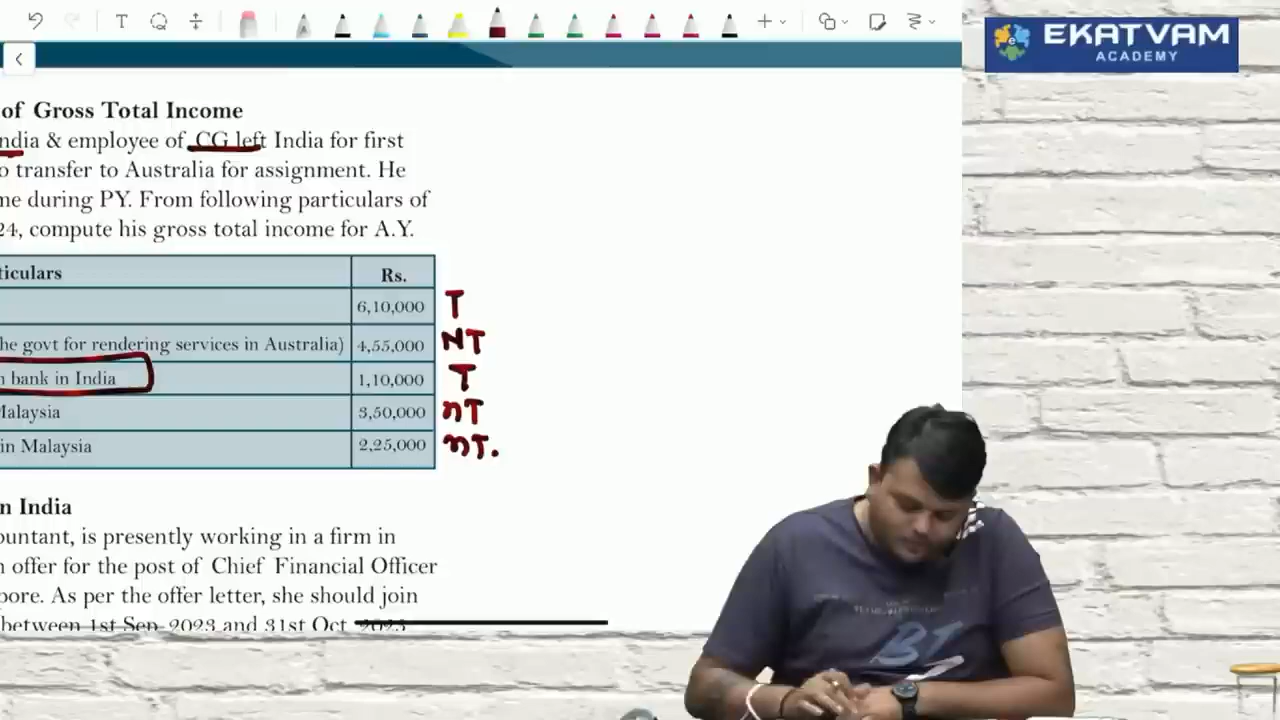 EKATVAM
ACADEMY
of Gross Total Income
ndia & employee of CG left India for first
o transfer to Australia for assignment. He
me during PY. From following particulars of
24, compute his gross total income for A.Y.
ticulars Rs.
6,10,000 T
he govt for rendering services in Australia) 4,55,000 NT
n bank in India 1,10,000 T
Malaysia 3,50,000 nT
in Malaysia 2,25,000 nT.
n India
ountant, is presently working in a firm in
n offer for the post of Chief Financial Officer
pore. As per the offer letter, she should join
between 1st Sep 2023 and 31st Oct 2023